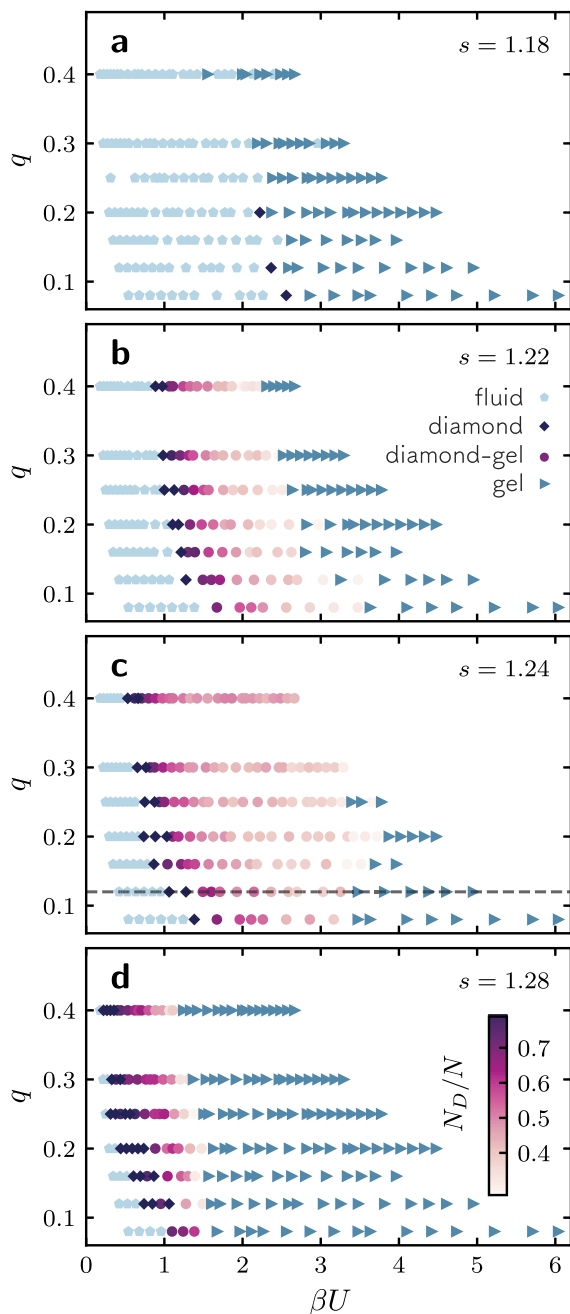 a
s = 1.18
q
0.4
0.3
0.2
0.1
b
s = 1.22
fluid
diamond
diamond-gel
gel
q
0.4
0.3
0.2
0.1
c
s = 1.24
q
0.4
0.3
0.2
0.1
d
s = 1.28
q
0.4
0.3
0.2
0.1
N_D/N
0.7
0.6
0.5
0.4
0 1 2 3 4 5 6
βU